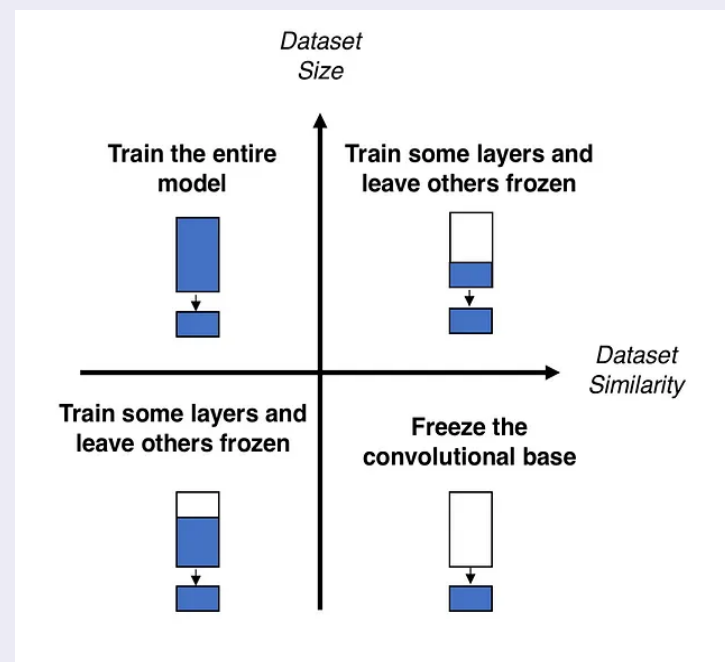 Dataset
Size
Train the entire
model
Train some layers and
leave others frozen
Dataset
Similarity
Train some layers and
leave others frozen
Freeze the
convolutional base